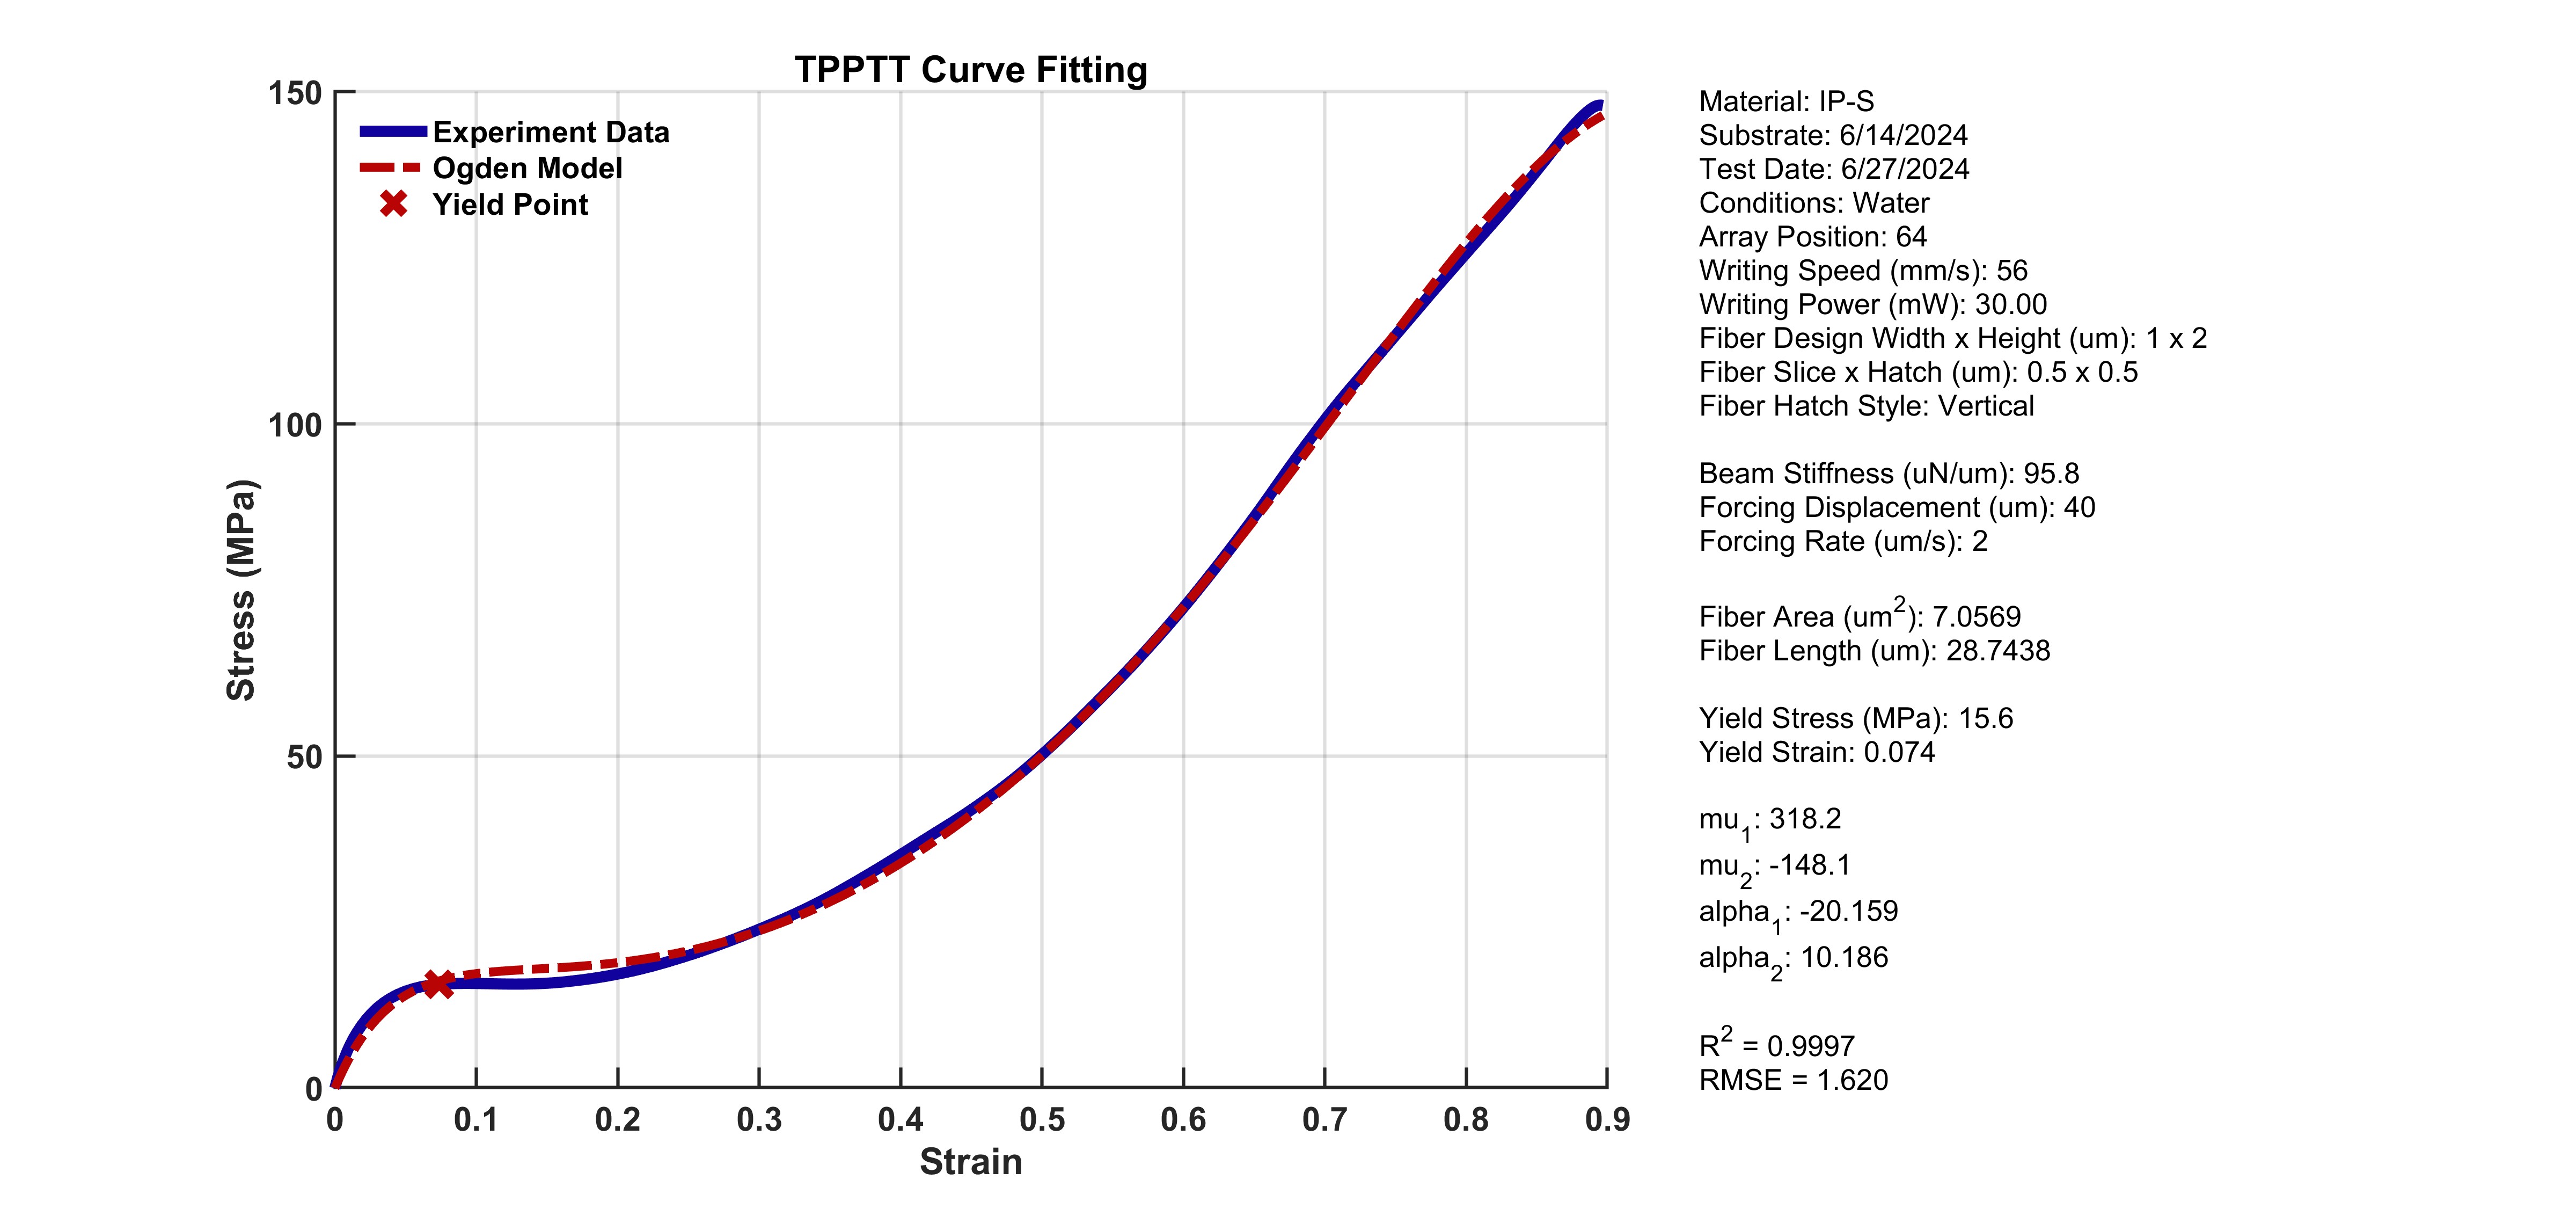 TPPTT Curve Fitting
150
100
50
0
Stress (MPa)
Experiment Data
Ogden Model
Yield Point
0 0.1 0.2 0.3 0.4 0.5 0.6 0.7 0.8 0.9
Strain
Material: IP-S
Substrate: 6/14/2024
Test Date: 6/27/2024
Conditions: Water
Array Position: 64
Writing Speed (mm/s): 56
Writing Power (mW): 30.00
Fiber Design Width x Height (um): 1 x 2
Fiber Slice x Hatch (um): 0.5 x 0.5
Fiber Hatch Style: Vertical
Beam Stiffness (uN/um): 95.8
Forcing Displacement (um): 40
Forcing Rate (um/s): 2
Fiber Area (um²): 7.0569
Fiber Length (um): 28.7438
Yield Stress (MPa): 15.6
Yield Strain: 0.074
mu₁: 318.2
mu₂: -148.1
alpha₁: -20.159
alpha₂: 10.186
R² = 0.9997
RMSE = 1.620